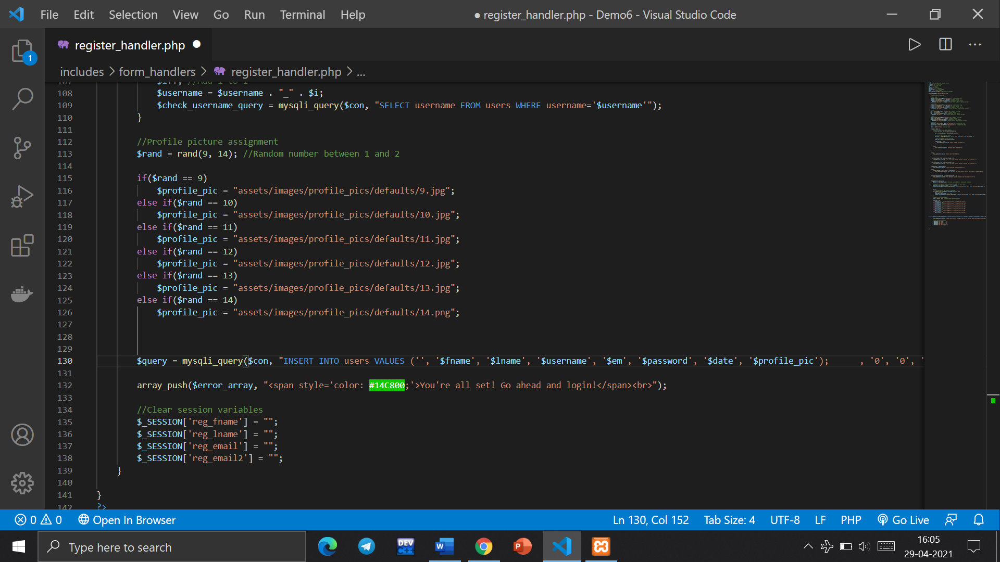 File Edit Selection View Go Run Terminal Help ● register_handler.php - Demo6 - Visual Studio Code
register_handler.php
includes > form_handlers > register_handler.php > ...
1
107 $i++; //Add 1 to i
108 $username = $username . "_" . $i;
109 $check_username_query = mysqli_query($con, "SELECT username FROM users WHERE username='$username'");
110 }
111
112 //Profile picture assignment
113 $rand = rand(9, 14); //Random number between 1 and 2
114
115 if($rand == 9)
116 $profile_pic = "assets/images/profile_pics/defaults/9.jpg";
117 else if($rand == 10)
118 $profile_pic = "assets/images/profile_pics/defaults/10.jpg";
119 else if($rand == 11)
120 $profile_pic = "assets/images/profile_pics/defaults/11.jpg";
121 else if($rand == 12)
122 $profile_pic = "assets/images/profile_pics/defaults/12.jpg";
123 else if($rand == 13)
124 $profile_pic = "assets/images/profile_pics/defaults/13.jpg";
125 else if($rand == 14)
126 $profile_pic = "assets/images/profile_pics/defaults/14.png";
127
128
129
130 $query = mysqli_query($con, "INSERT INTO users VALUES ('', '$fname', '$lname', '$username', '$em', '$password', '$date', '$profile_pic'); , '0', '0', '
131
132 array_push($error_array, "<span style='color: #14C800;'>You're all set! Go ahead and login!</span><br>");
133
134 //Clear session variables
135 $_SESSION['reg_fname'] = "";
136 $_SESSION['reg_lname'] = "";
137 $_SESSION['reg_email'] = "";
138 $_SESSION['reg_email2'] = "";
139 }
140
141 }
142 ?>
0 0 Open In Browser Ln 130, Col 152 Tab Size: 4 UTF-8 LF PHP Go Live
Type here to search
DEV C++
W
P
16:05
29-04-2021